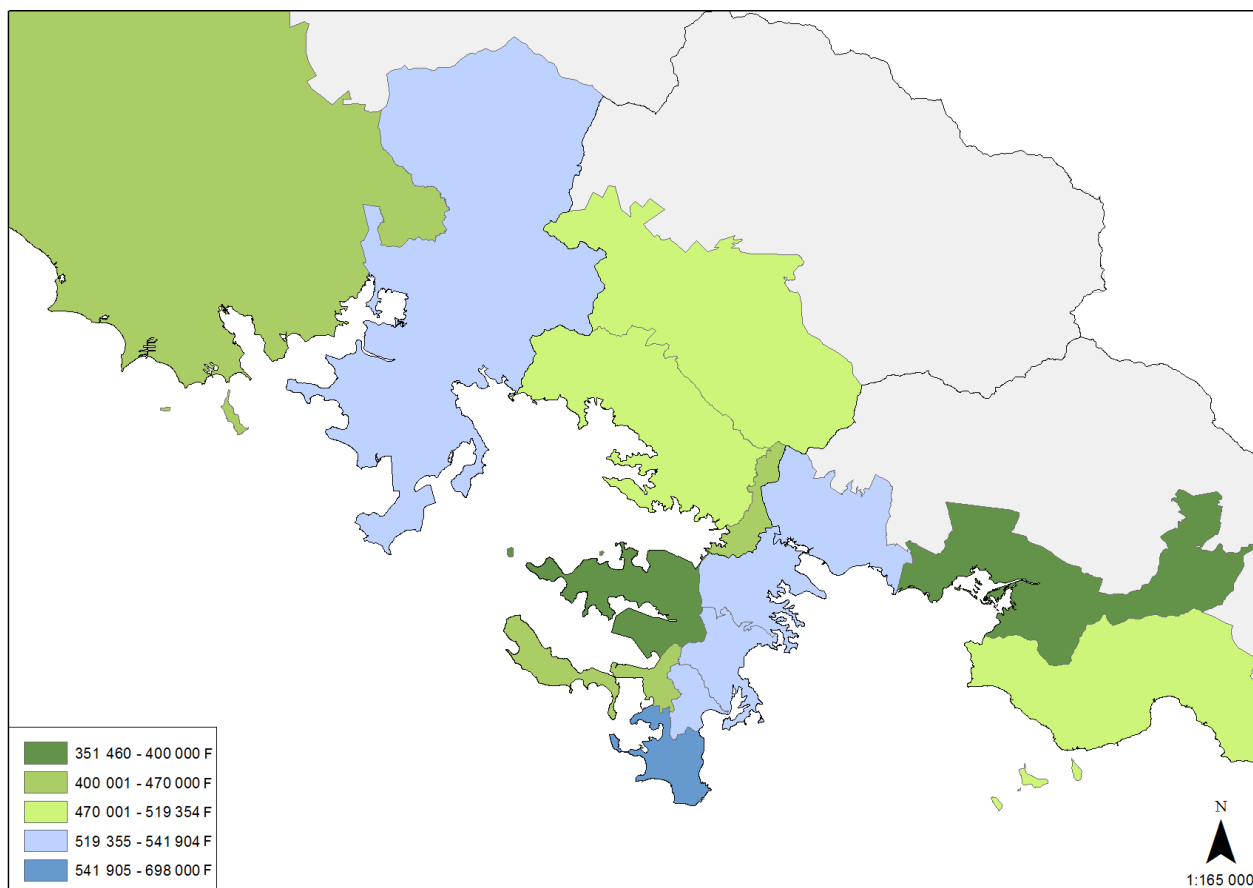 351 460 - 400 000 F
400 001 - 470 000 F
470 001 - 519 354 F
519 355 - 541 904 F
541 905 - 698 000 F
N
1:165 000